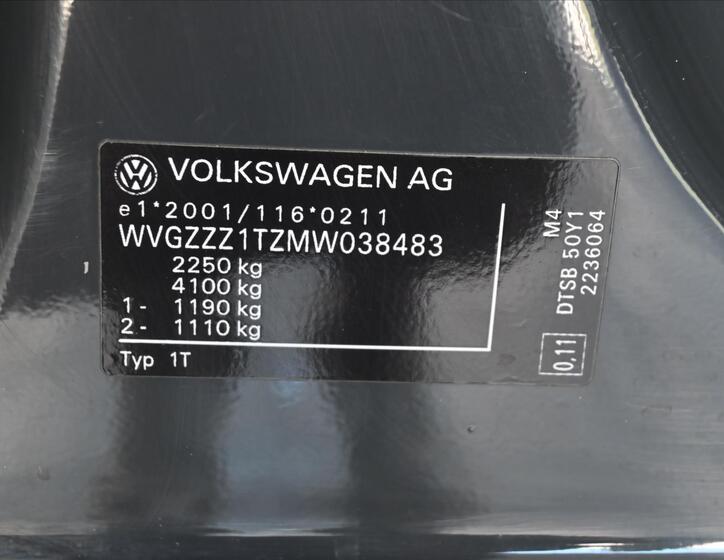 VOLKSWAGEN AG
e1*2001/116*0211
WVGZZZ1TZMW038483
2250 kg
4100 kg
1- 1190 kg
2- 1110 kg
Typ 1T
M4
DTSB 50Y1
2236064
0,11